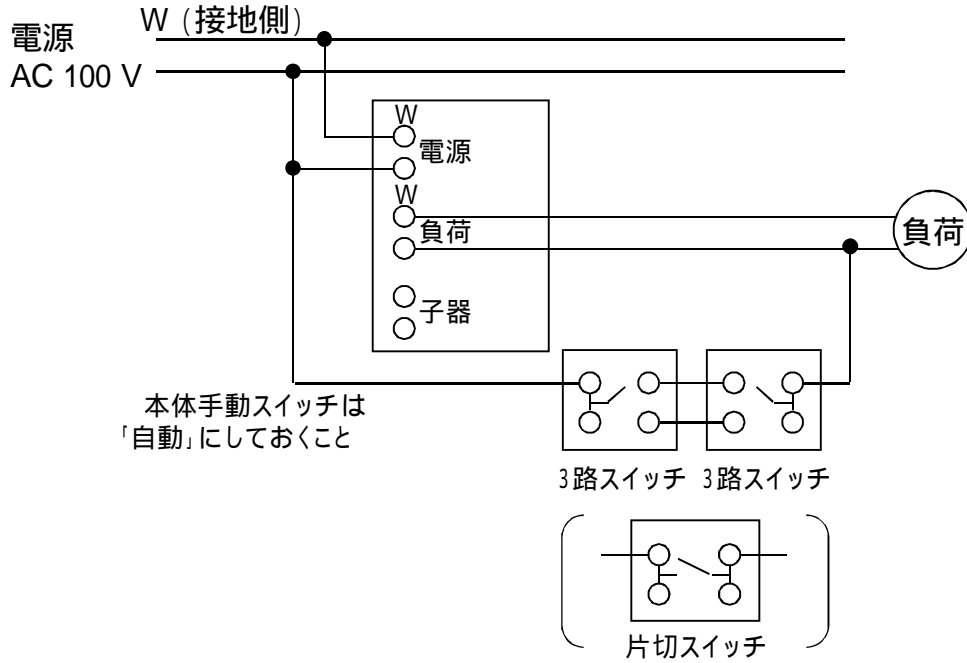 W（接地側）
電源
AC 100 V
W
電源
W
負荷
負荷
子器
本体手動スイッチは
「自動」にしておくこと
3路スイッチ 3路スイッチ
片切スイッチ